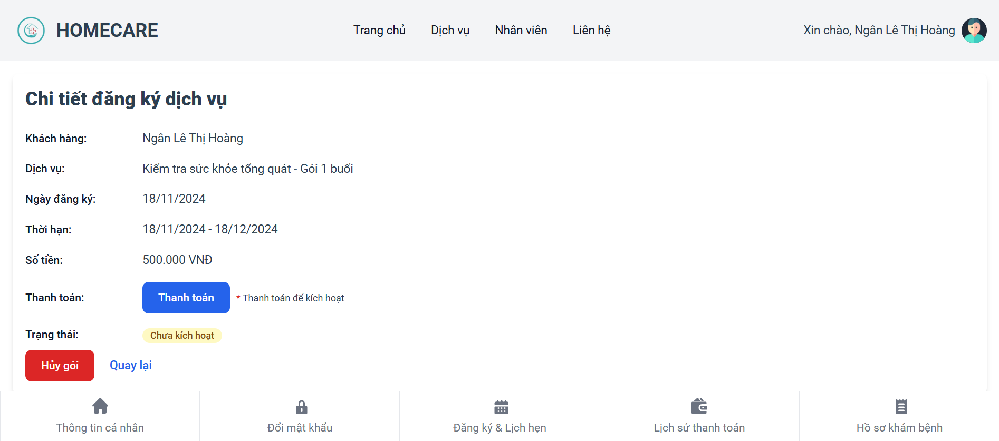 HOMECARE
Trang chủ
Dịch vụ
Nhân viên
Liên hệ
Xin chào, Ngân Lê Thị Hoàng
Chi tiết đăng ký dịch vụ
Khách hàng: Ngân Lê Thị Hoàng
Dịch vụ: Kiểm tra sức khỏe tổng quát - Gói 1 buổi
Ngày đăng ký: 18/11/2024
Thời hạn: 18/11/2024 - 18/12/2024
Số tiền: 500.000 VNĐ
Thanh toán: Thanh toán * Thanh toán để kích hoạt
Trạng thái: Chưa kích hoạt
Hủy gói
Quay lại
Thông tin cá nhân
Đổi mật khẩu
Đăng ký & Lịch hẹn
Lịch sử thanh toán
Hồ sơ khám bệnh